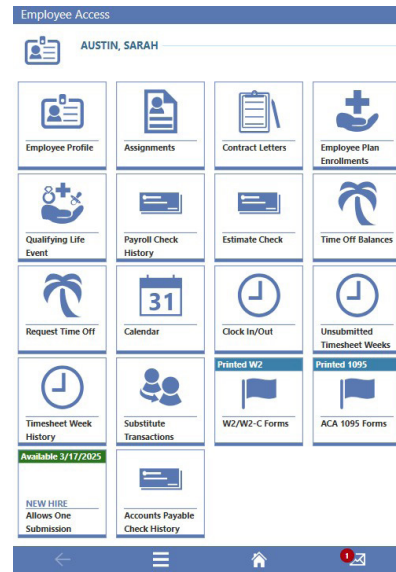 Employee Access
AUSTIN, SARAH
Employee Profile
Assignments
Contract Letters
Employee Plan
Enrollments
Qualifying Life
Event
Payroll Check
History
Estimate Check
Time Off Balances
Request Time Off
31
Calendar
Clock In/Out
Unsubmitted
Timesheet Weeks
Timesheet Week
History
Substitute
Transactions
Printed W2
W2/W2-C Forms
Printed 1095
ACA 1095 Forms
Available 3/17/2025
NEW HIRE
Allows One
Submission
Accounts Payable
Check History
1